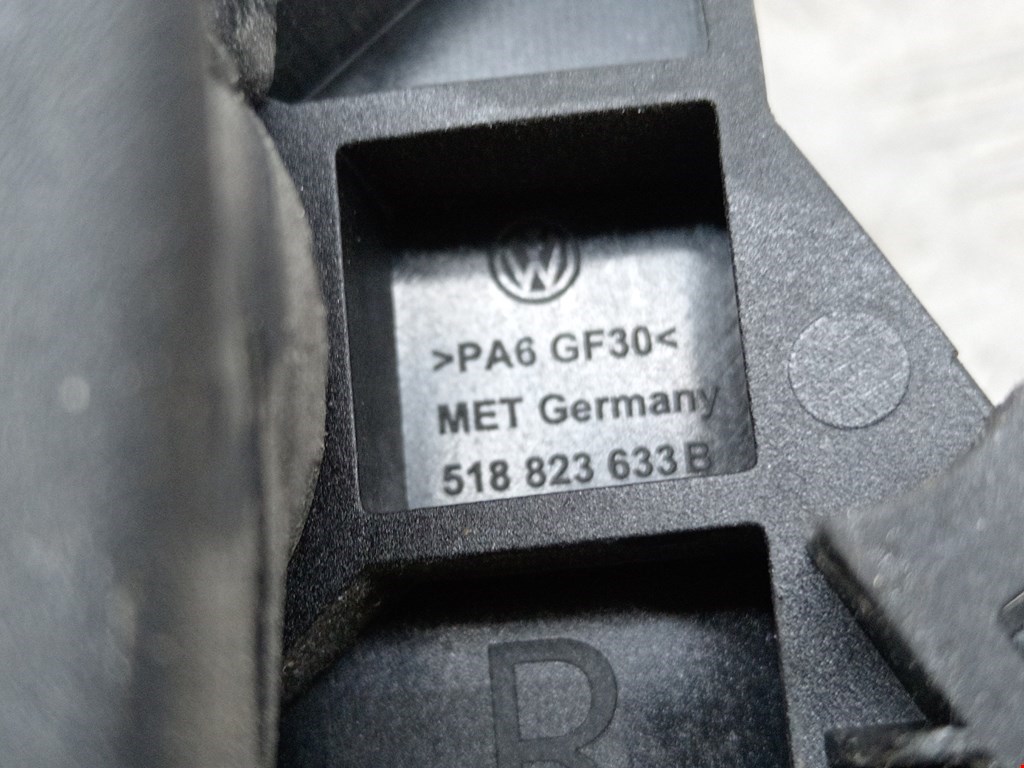 >PA6 GF30<
MET Germany
518 823 633 B
R